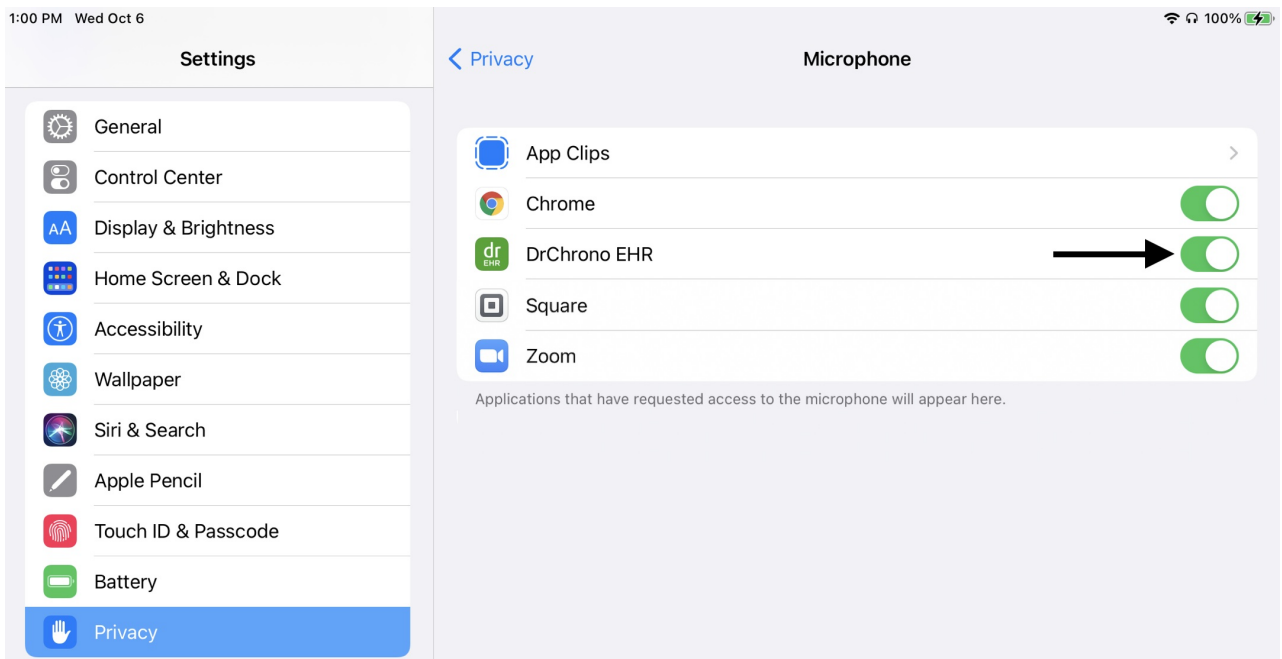 1:00 PM Wed Oct 6
100%
Settings
Privacy
Microphone
General
Control Center
AA
Display & Brightness
Home Screen & Dock
Accessibility
Wallpaper
Siri & Search
Apple Pencil
Touch ID & Passcode
Battery
Privacy
App Clips
Chrome
dr
EHR
DrChrono EHR
Square
Zoom
Applications that have requested access to the microphone will appear here.